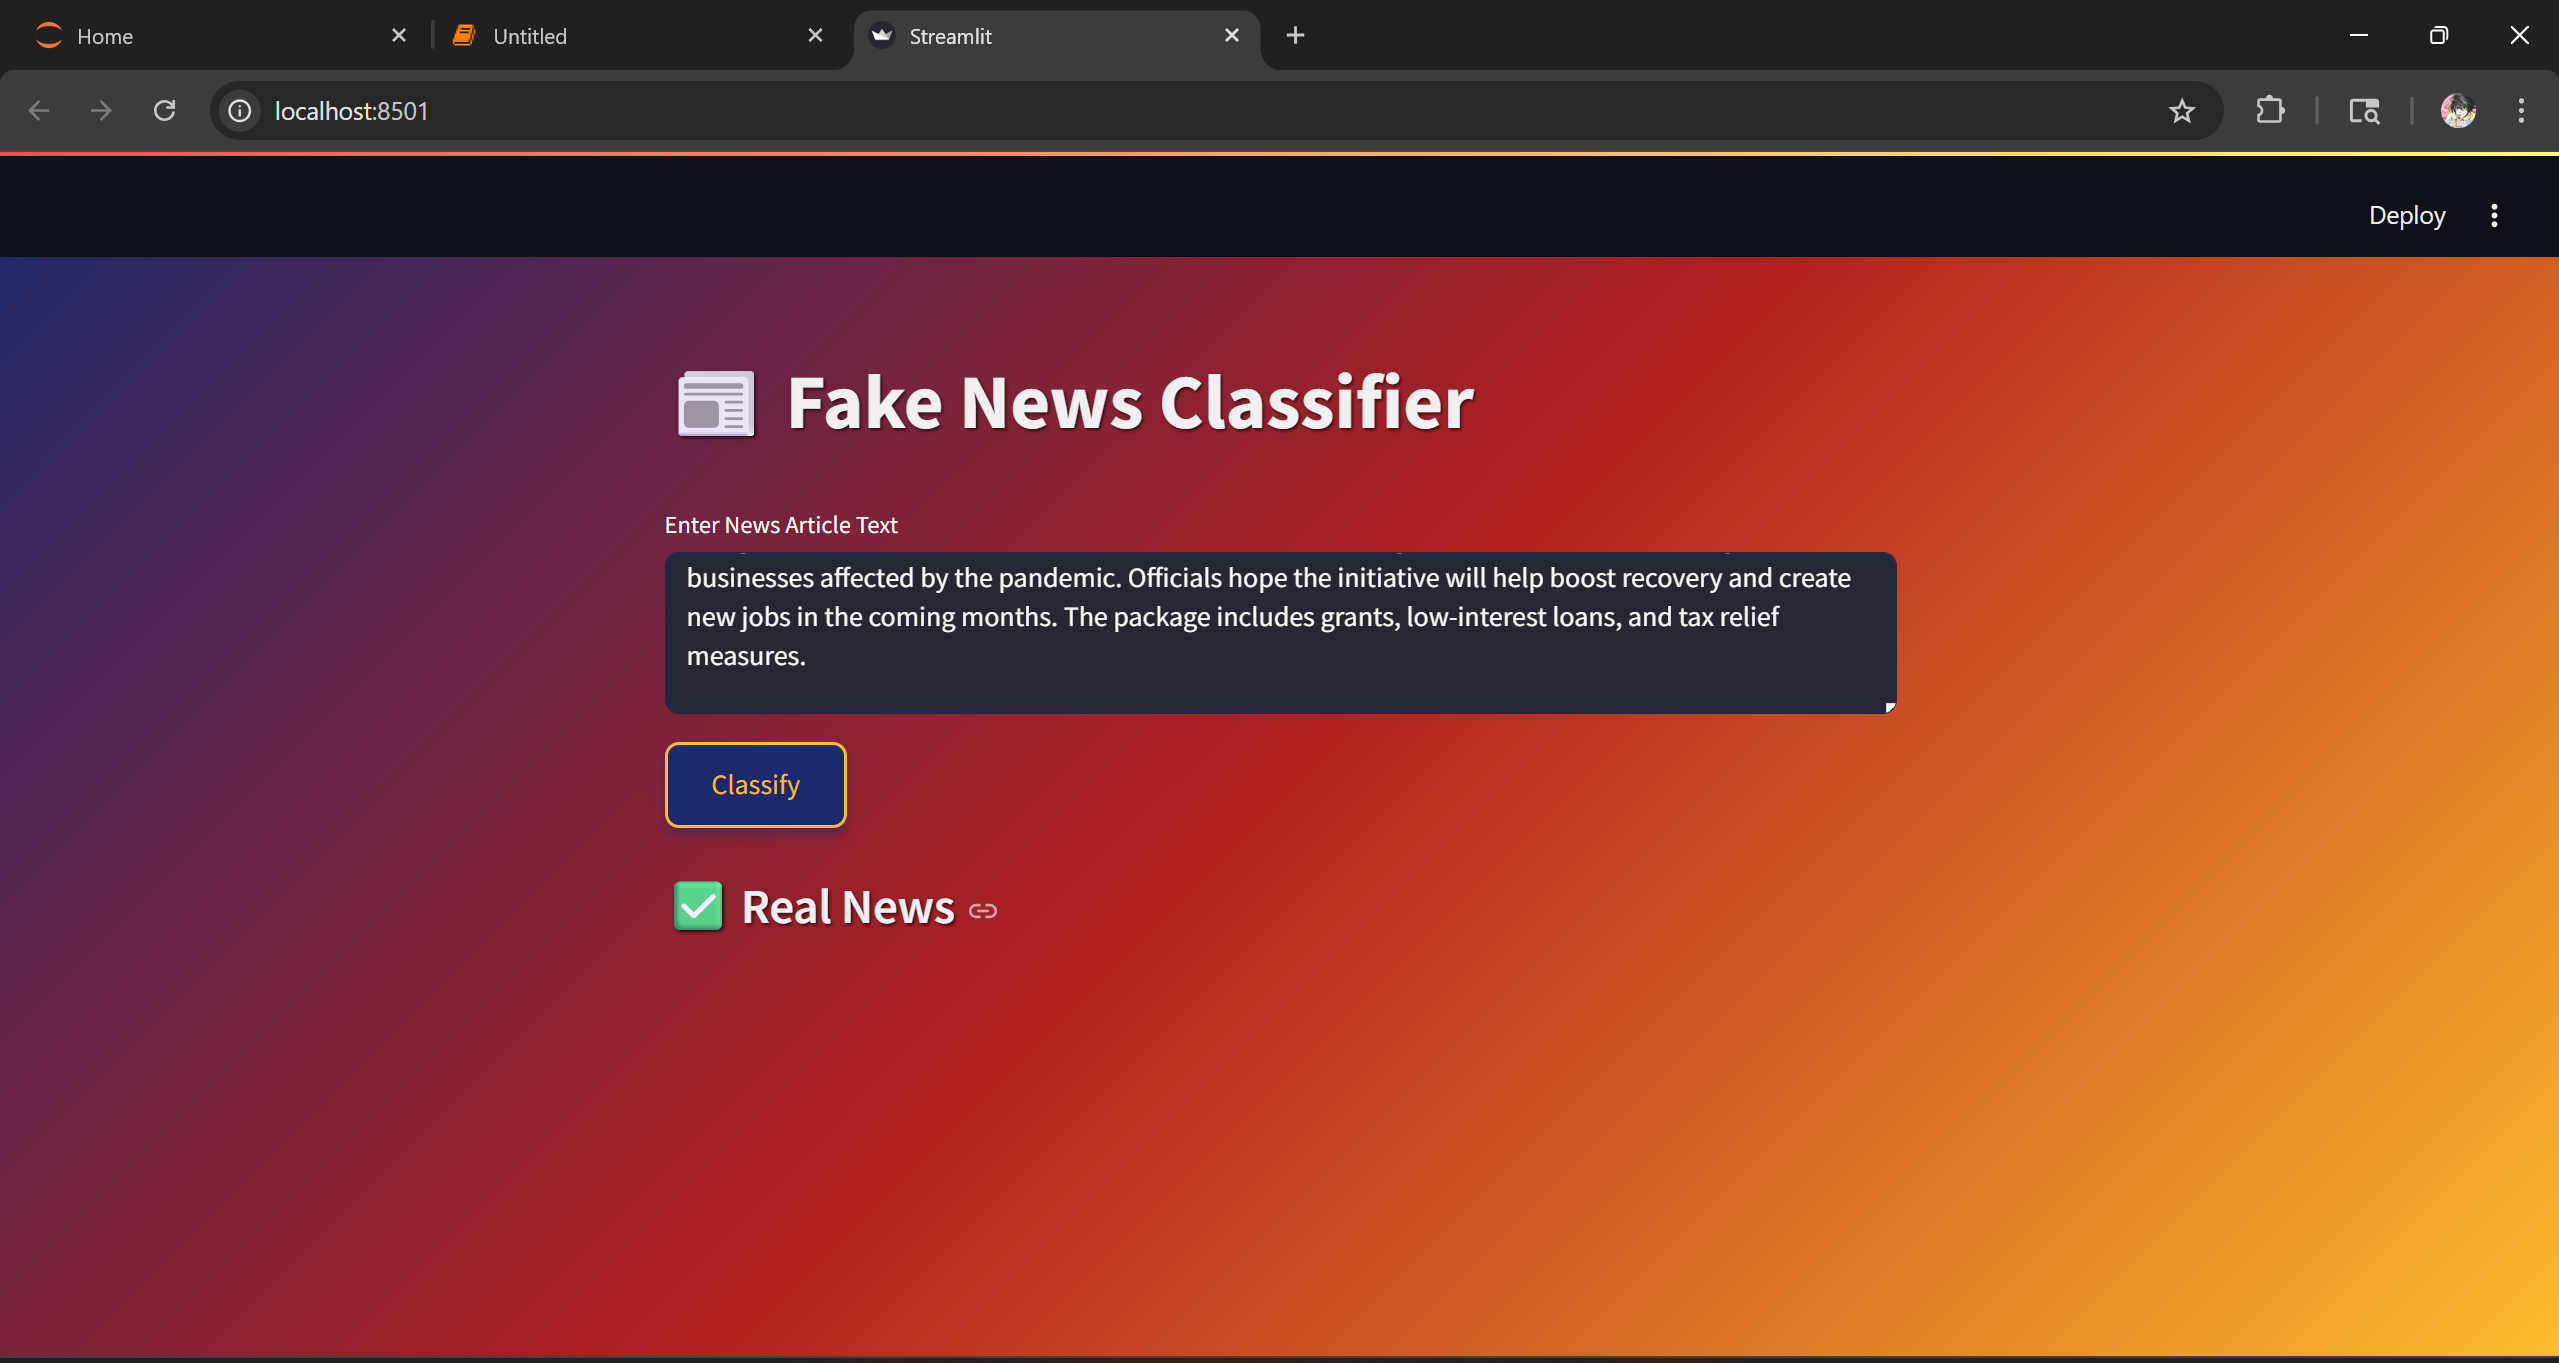 Home
Untitled
Streamlit
localhost:8501
Deploy
Fake News Classifier
Enter News Article Text
businesses affected by the pandemic. Officials hope the initiative will help boost recovery and create
new jobs in the coming months. The package includes grants, low-interest loans, and tax relief
measures.
Classify
Real News